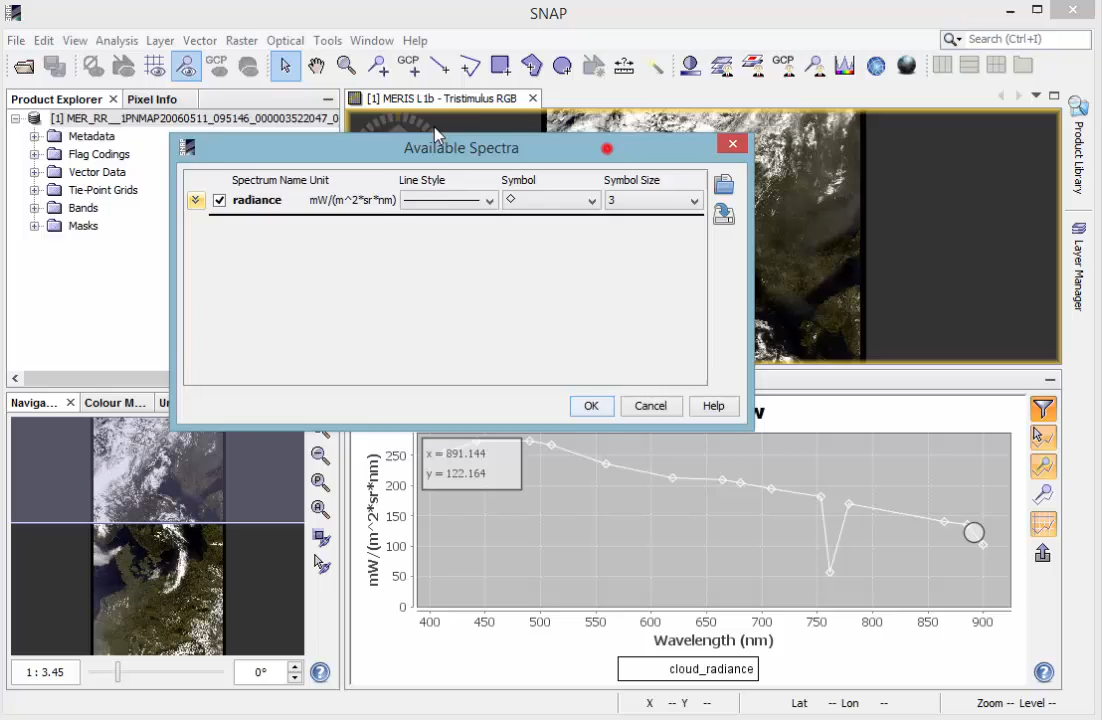 SNAP
File Edit View Analysis Layer Vector Raster Optical Tools Window Help
Search (Ctrl+I)
GCP GCP GCP
Product Explorer Pixel Info
[1] MERIS L1b - Tristimulus RGB
[1] MER_RR__1PNMAP20060511_095146_000003522047_0
Metadata
Flag Codings
Vector Data
Tie-Point Grids
Bands
Masks
Available Spectra
Spectrum Name Unit Line Style Symbol Symbol Size
radiance mW/(m^2*sr*nm) 3
OK Cancel Help
Product Library
Layer Manager
Naviga... Colour M...
1 : 3.45 0°
x = 891.144
y = 122.164
mW/(m^2*sr*nm)
250
200
150
100
50
0
400 450 500 550 600 650 700 750 800 850 900
Wavelength (nm)
cloud_radiance
X -- Y -- Lat -- Lon -- Zoom -- Level --